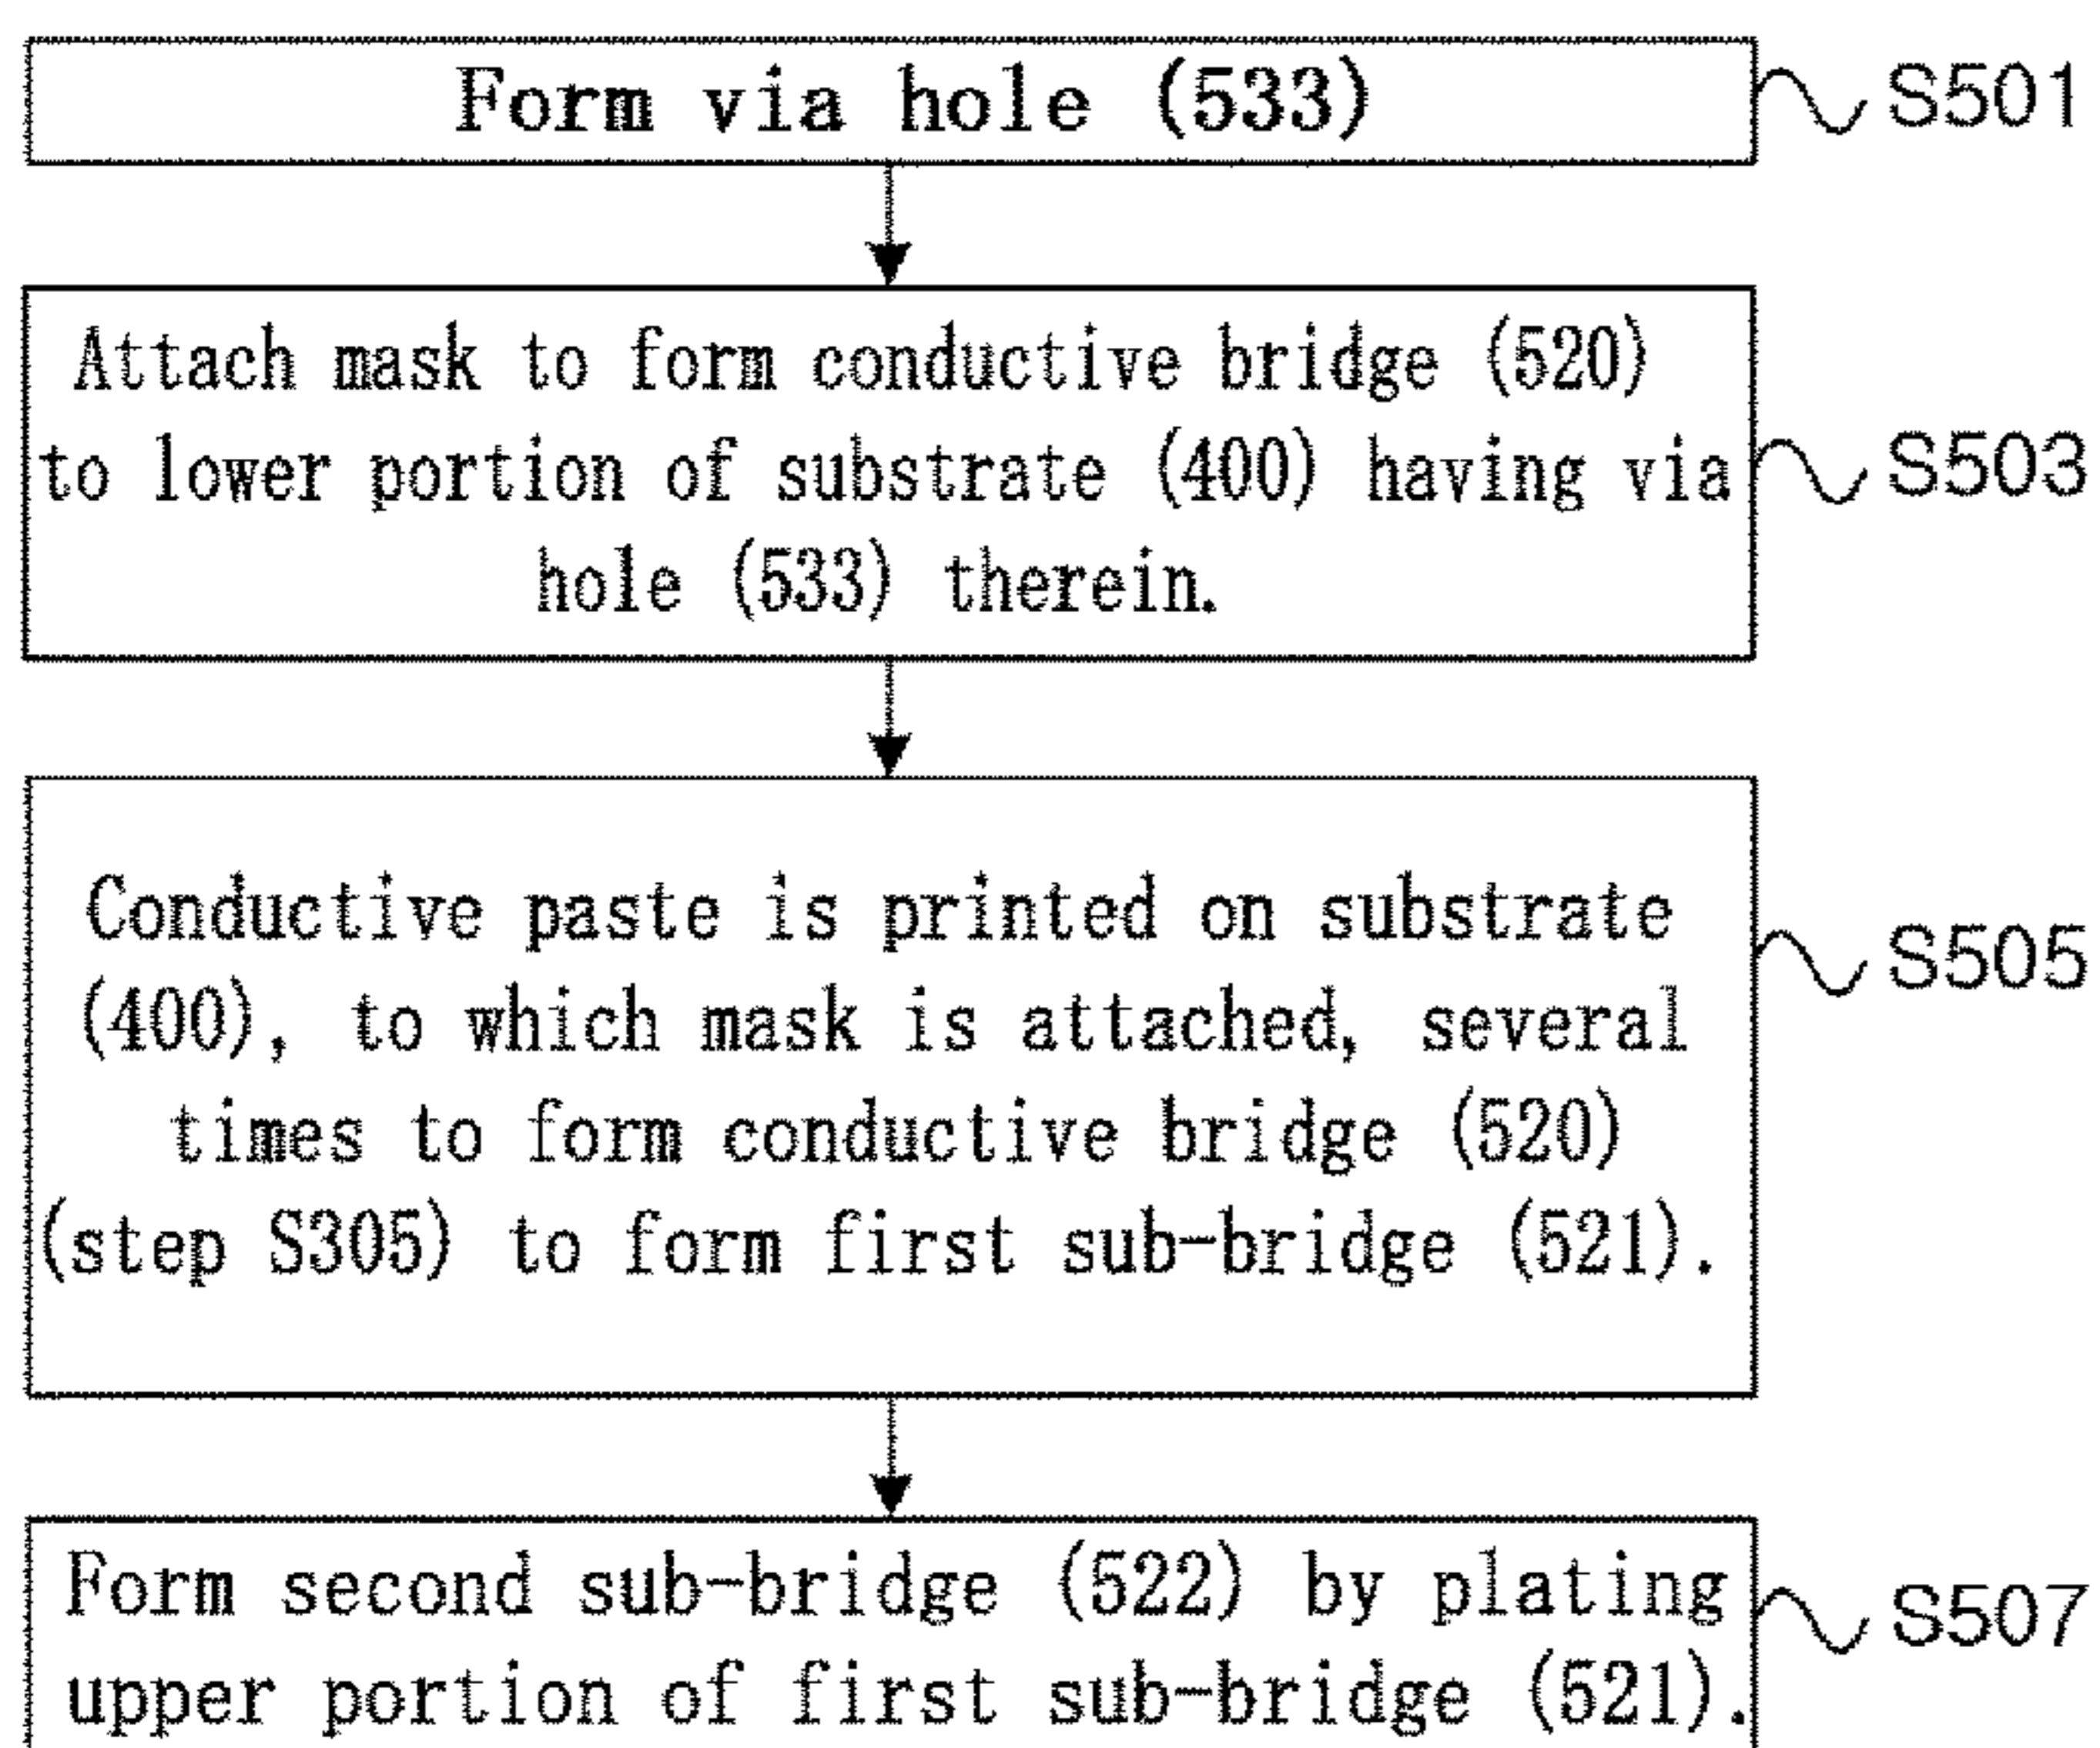 Form via hole (533)
S501
Attach mask to form conductive bridge (520)
to lower portion of substrate (400) having via
hole (533) therein.
S503
Conductive paste is printed on substrate
(400), to which mask is attached, several
times to form conductive bridge (520)
(step S305) to form first sub-bridge (521).
S505
Form second sub-bridge (522) by plating
upper portion of first sub-bridge (521).
S507